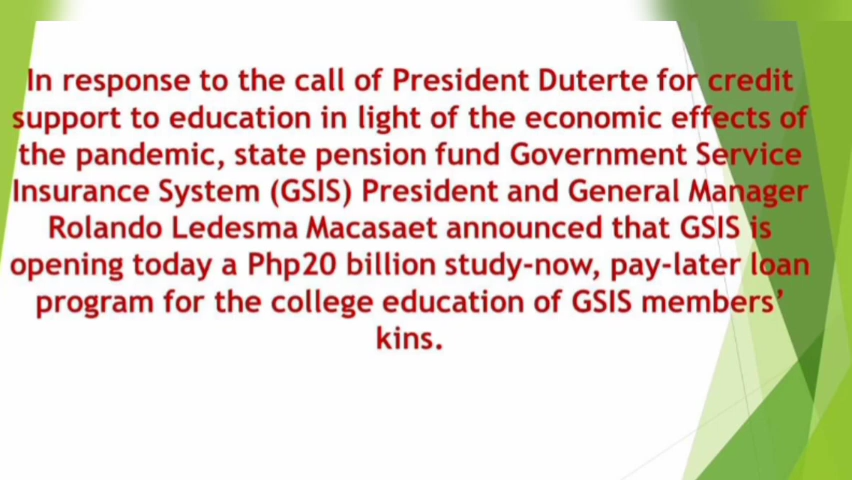 In response to the call of President Duterte for credit
support to education in light of the economic effects of
the pandemic, state pension fund Government Service
Insurance System (GSIS) President and General Manager
Rolando Ledesma Macasaet announced that GSIS is
opening today a Php20 billion study-now, pay-later loan
program for the college education of GSIS members’
kins.